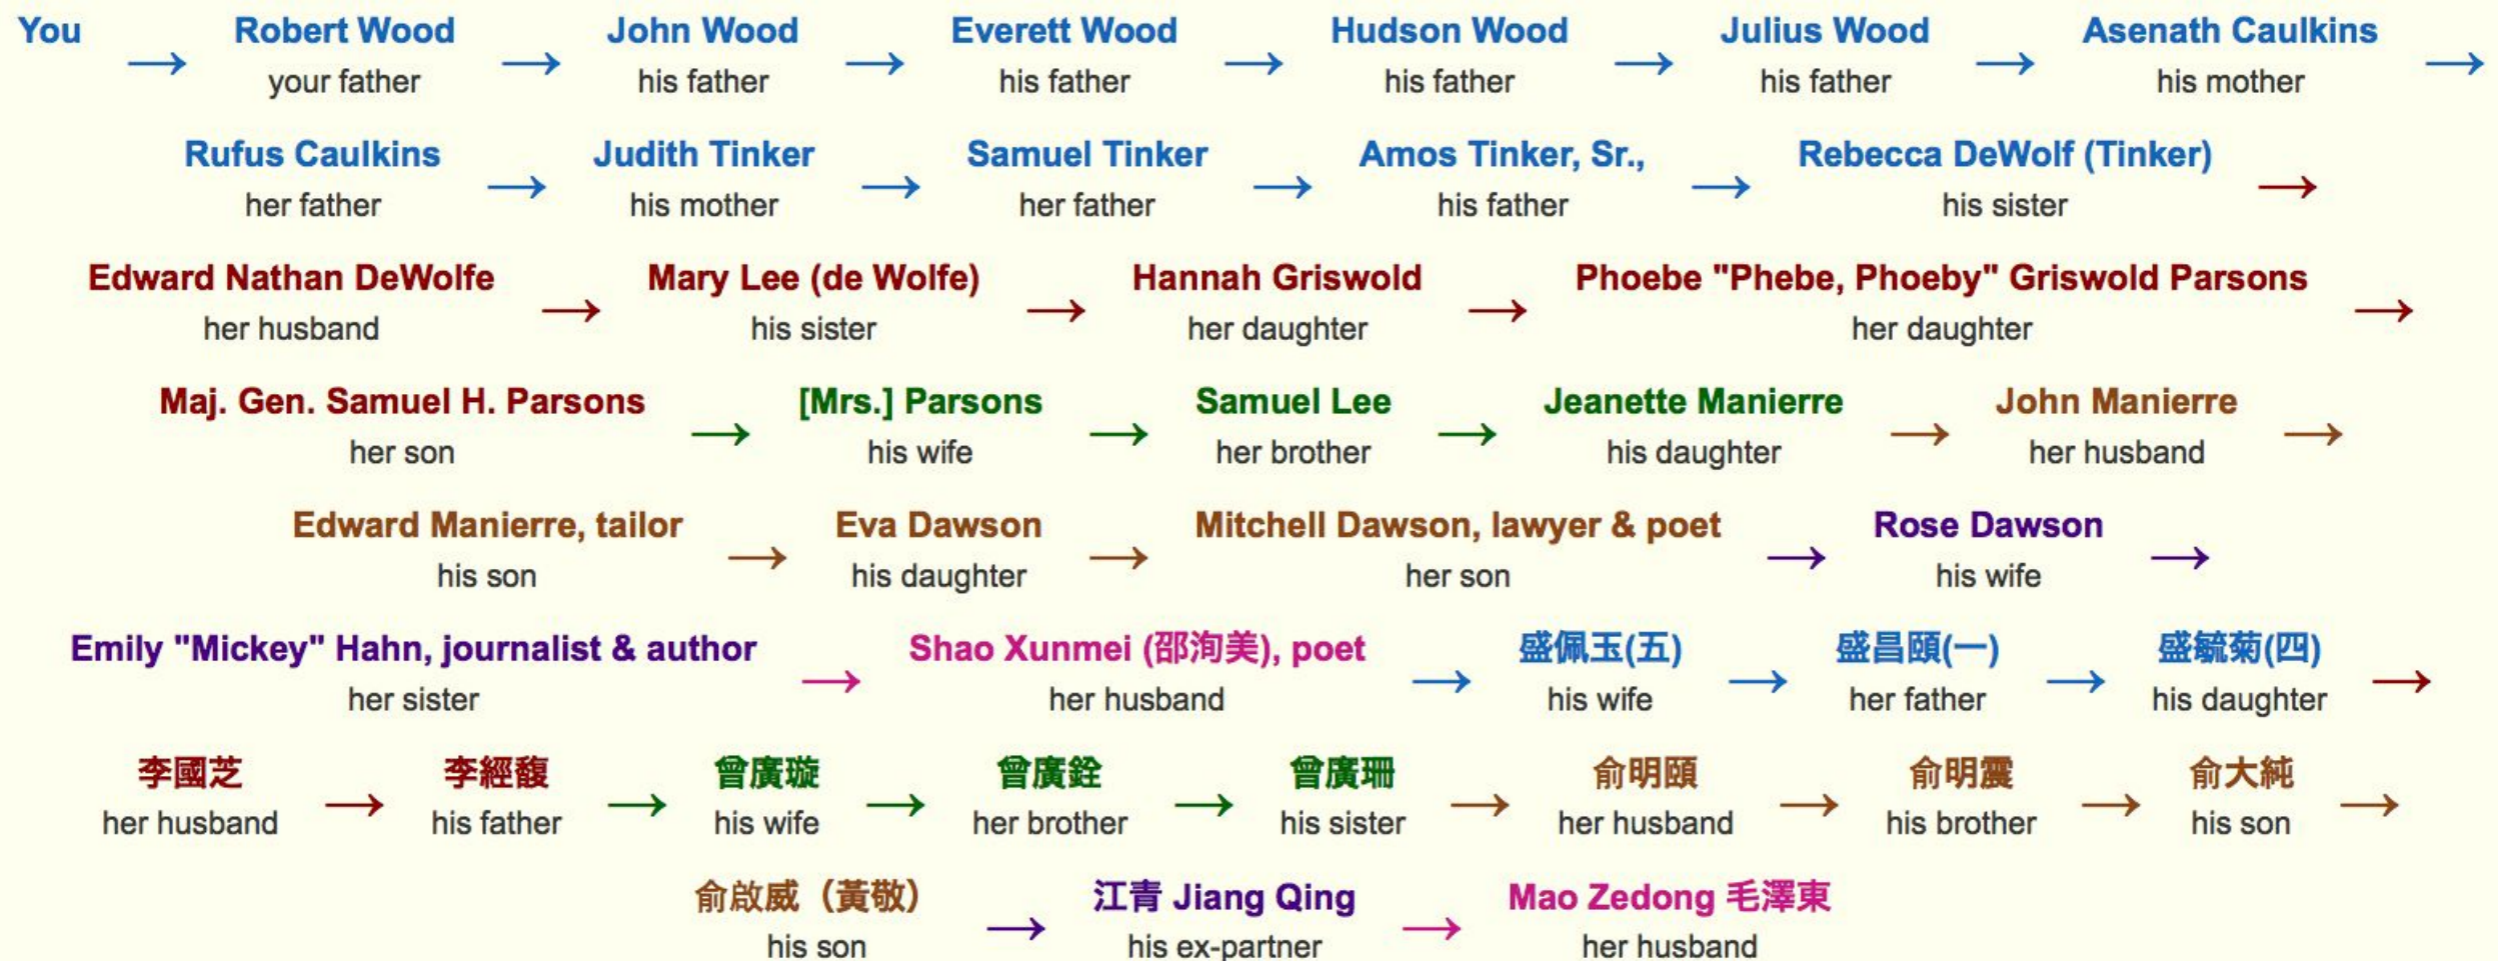 You → Robert Wood → John Wood → Everett Wood → Hudson Wood → Julius Wood → Asenath Caulkins →
your father his father his father his father his father his mother
Rufus Caulkins → Judith Tinker → Samuel Tinker → Amos Tinker, Sr., → Rebecca DeWolf (Tinker) →
her father his mother her father his father his sister
Edward Nathan DeWolfe → Mary Lee (de Wolfe) → Hannah Griswold → Phoebe "Phebe, Phoeby" Griswold Parsons →
her husband his sister her daughter her daughter
Maj. Gen. Samuel H. Parsons → [Mrs.] Parsons → Samuel Lee → Jeanette Manierre → John Manierre →
her son his wife her brother his daughter her husband
Edward Manierre, tailor → Eva Dawson → Mitchell Dawson, lawyer & poet → Rose Dawson →
his son his daughter her son his wife
Emily "Mickey" Hahn, journalist & author → Shao Xunmei (邵洵美), poet → 盛佩玉(五) → 盛昌頤(一) → 盛毓菊(四) →
her sister her husband his wife her father his daughter
李國芝 → 李經馥 → 曾廣璇 → 曾廣銓 → 曾廣珊 → 俞明頤 → 俞明震 → 俞大純 →
her husband his father his wife her brother his sister her husband his brother his son
俞啟威（黃敬） → 江青 Jiang Qing → Mao Zedong 毛澤東
his son his ex-partner her husband